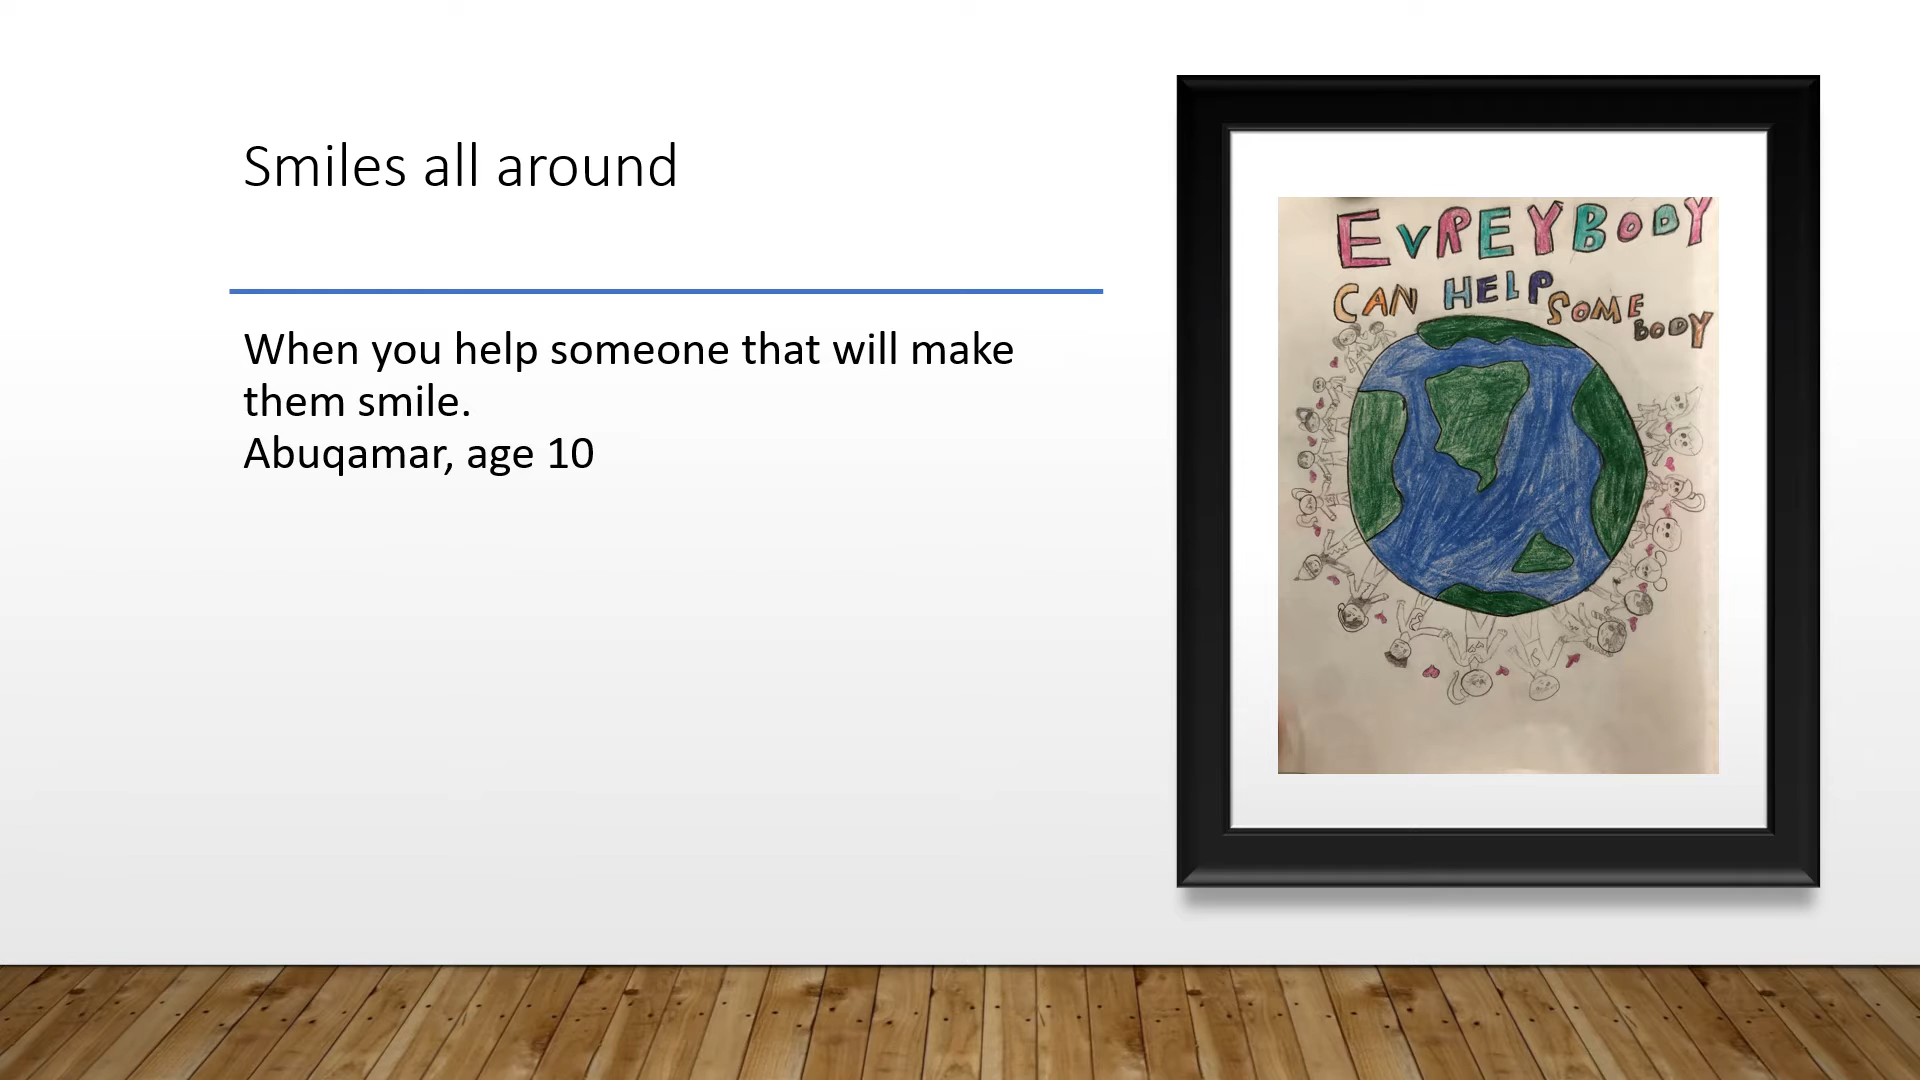 Smiles all around
When you help someone that will make
them smile.
Abuqamar, age 10
EVREYBODY
CAN HELP SOME
BODY